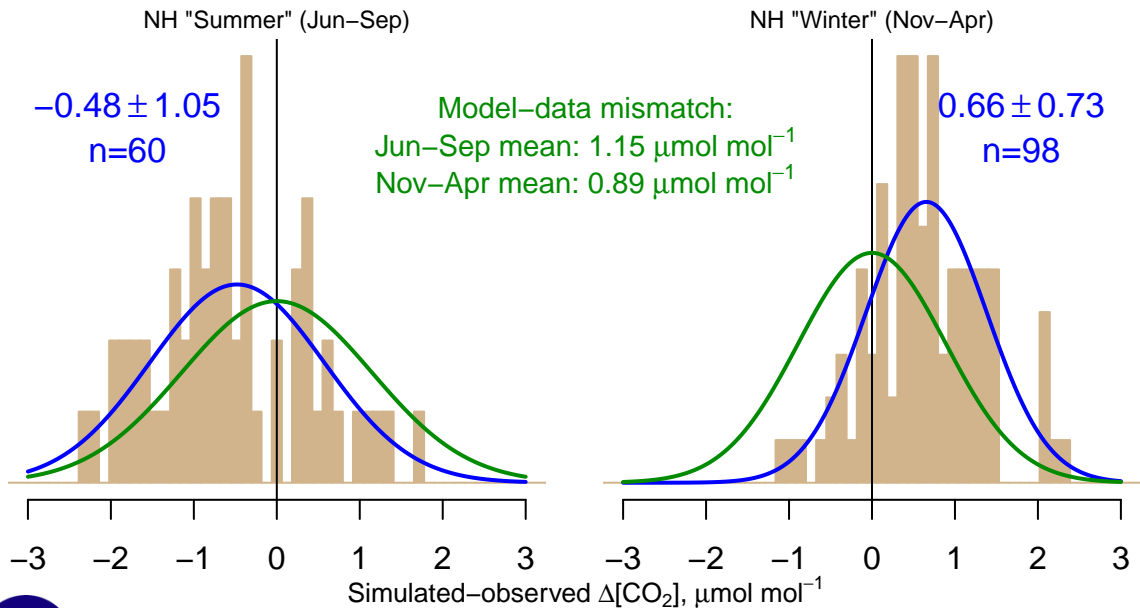 NH "Summer" (Jun−Sep)
−0.48 ± 1.05
n=60
Model−data mismatch:
Jun−Sep mean: 1.15 μmol mol⁻¹
Nov−Apr mean: 0.89 μmol mol⁻¹
NH "Winter" (Nov−Apr)
0.66 ± 0.73
n=98
−3 −2 −1 0 1 2 3
−3 −2 −1 0 1 2 3
Simulated−observed Δ[CO₂], μmol mol⁻¹